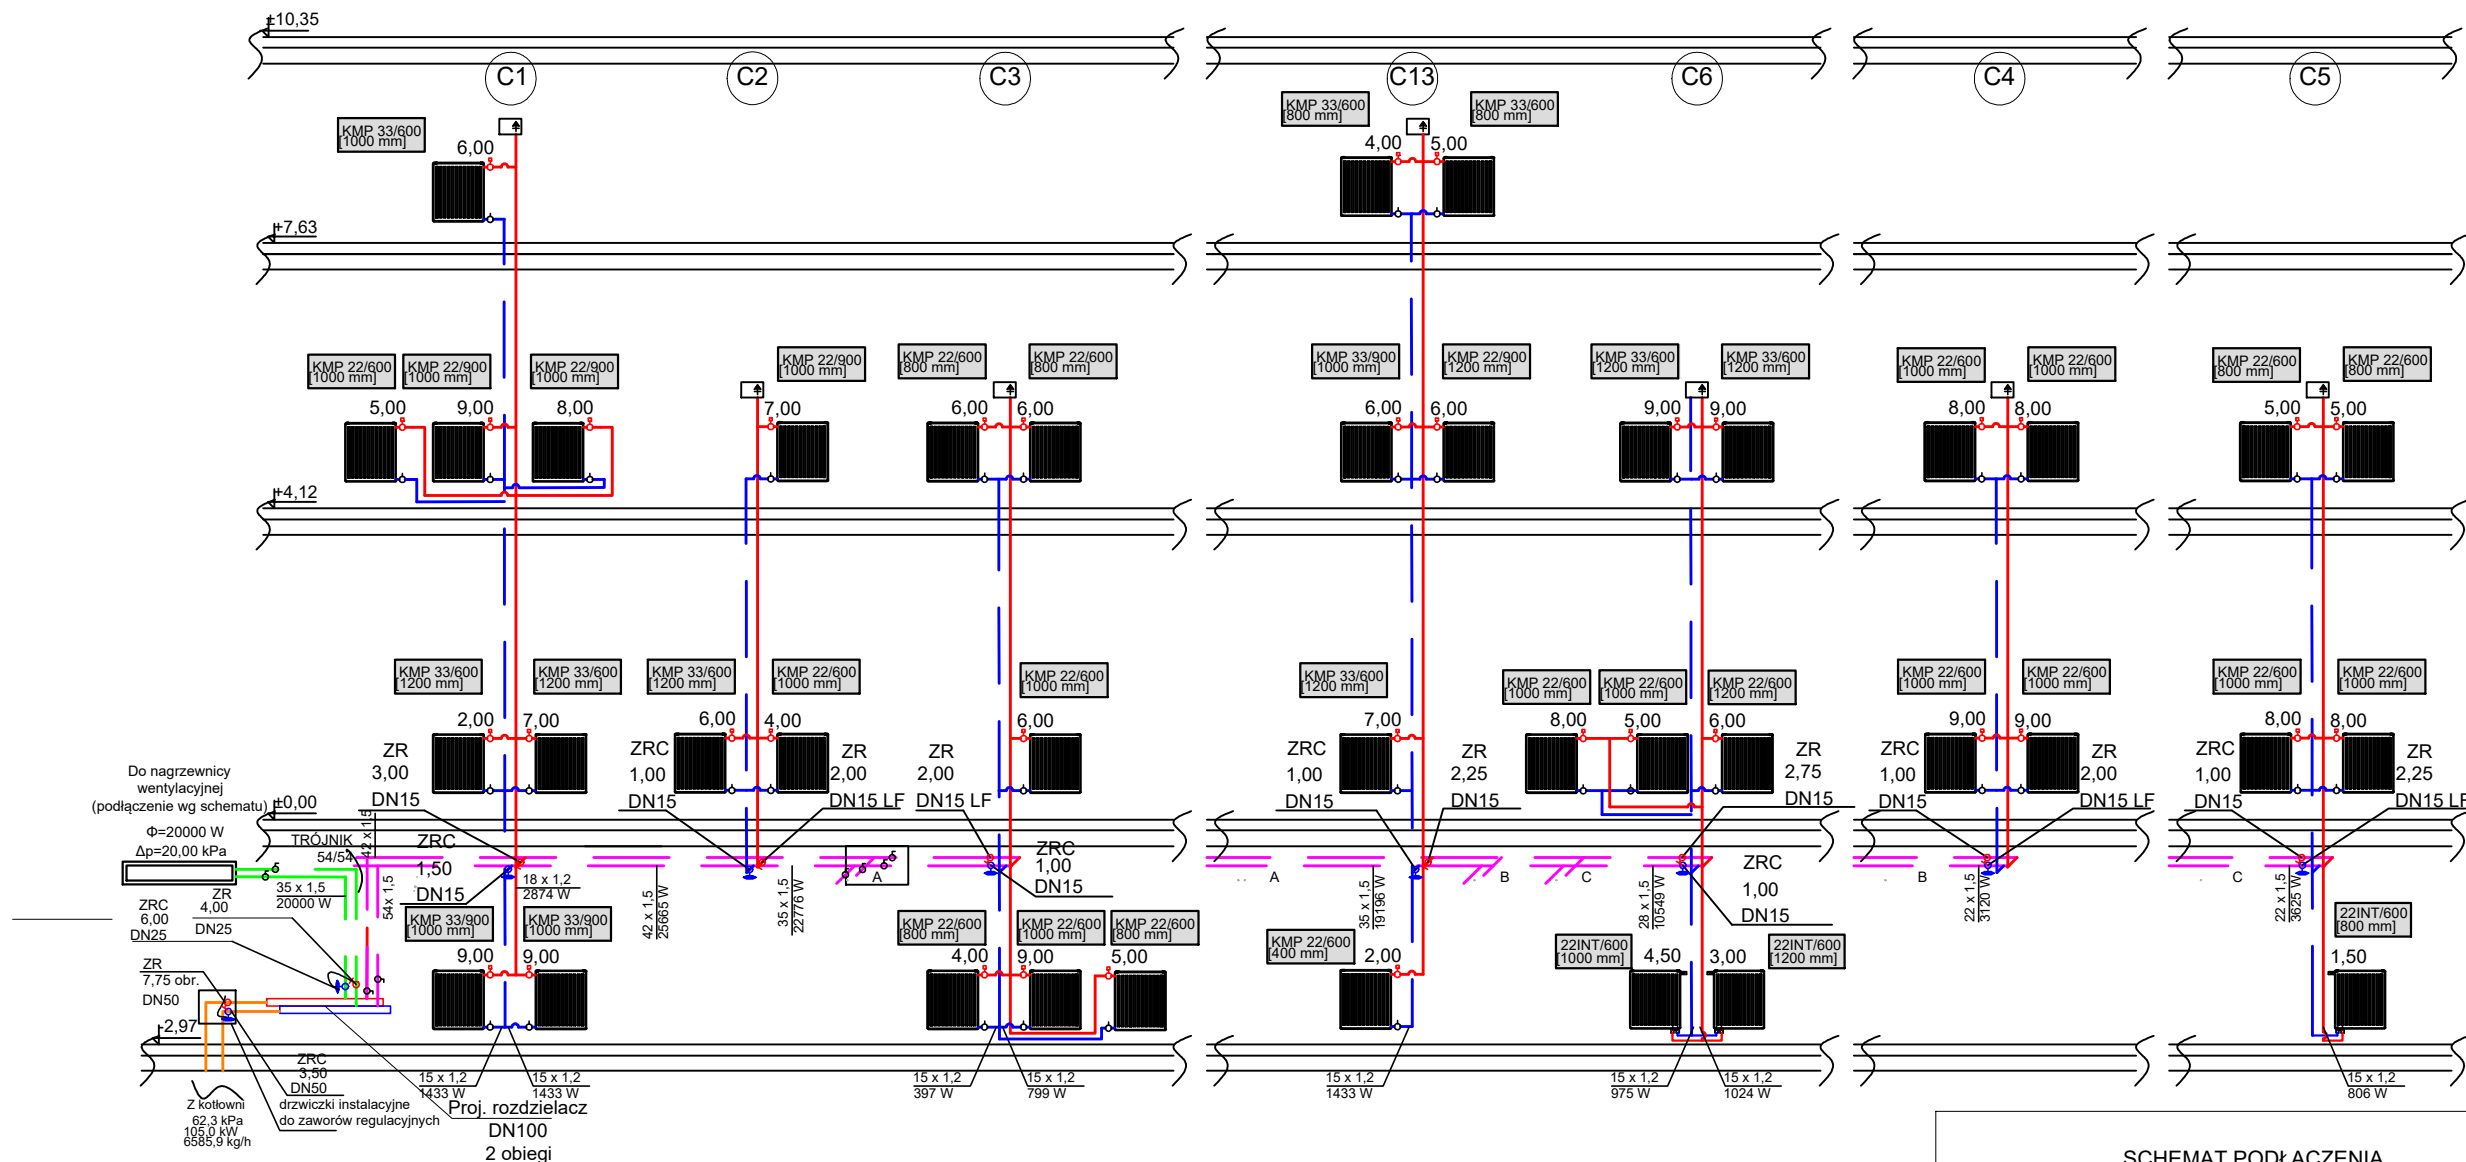 ±10,35
C1
C2
C3
C13
C6
C4
C5
KMP 33/600
[1000 mm]
6,00
KMP 33/600
[800 mm]
KMP 33/600
[800 mm]
4,00
5,00
+7,63
KMP 22/600
[1000 mm]
KMP 22/900
[1000 mm]
KMP 22/900
[1000 mm]
5,00
9,00
8,00
KMP 22/900
[1000 mm]
7,00
KMP 22/600
[800 mm]
KMP 22/600
[800 mm]
6,00
6,00
KMP 33/900
[1000 mm]
KMP 22/900
[1200 mm]
6,00
6,00
KMP 33/600
[1200 mm]
KMP 33/600
[1200 mm]
9,00
9,00
KMP 22/600
[1000 mm]
KMP 22/600
[1000 mm]
8,00
8,00
KMP 22/600
[800 mm]
KMP 22/600
[800 mm]
5,00
5,00
+4,12
KMP 33/600
[1200 mm]
KMP 33/600
[1200 mm]
2,00
7,00
KMP 33/600
[1200 mm]
KMP 22/600
[1000 mm]
6,00
4,00
KMP 22/600
[1000 mm]
6,00
KMP 33/600
[1200 mm]
7,00
KMP 22/600
[1000 mm]
KMP 22/600
[1000 mm]
KMP 22/600
[1200 mm]
8,00
5,00
6,00
KMP 22/600
[1000 mm]
KMP 22/600
[1000 mm]
9,00
9,00
KMP 22/600
[1000 mm]
KMP 22/600
[1000 mm]
8,00
8,00
ZR
3,00
DN15
ZRC
1,00
DN15
ZR
2,00
DN15 LF
ZR
2,00
DN15 LF
ZRC
1,00
DN15
ZR
2,25
DN15
ZR
2,75
DN15
ZRC
1,00
DN15
ZR
2,00
DN15 LF
ZRC
1,00
DN15
ZR
2,25
DN15 LF
Do nagrzewnicy
wentylacyjnej
(podłączenie wg schematu)
Φ=20000 W
Δp=20,00 kPa
±0,00
TRÓJNIK
54/54
42 x 1,5
54x 1,5
35 x 1,5
20000 W
ZRC
1,50
DN15
18 x 1,2
2874 W
42 x 1,5
25665 W
35 x 1,5
22776 W
A
ZRC
1,00
DN15
A
35 x 1,5
19196 W
B
C
28 x 1,5
10549 W
ZRC
1,00
DN15
B
22 x 1,5
3120 W
C
22 x 1,5
3625 W
ZRC
6,00
DN25
ZR
4,00
DN25
ZR
7,75 obr.
DN50
-2,97
KMP 33/900
[1000 mm]
KMP 33/900
[1000 mm]
9,00
9,00
KMP 22/600
[800 mm]
KMP 22/600
[1000 mm]
KMP 22/600
[800 mm]
4,00
9,00
5,00
KMP 22/600
[400 mm]
2,00
22INT/600
[1000 mm]
4,50
3,00
22INT/600
[1200 mm]
22INT/600
[800 mm]
1,50
ZRC
3,50
DN50
Z kotłowni
62,3 kPa
105,0 kW
6585,9 kg/h
drzwiczki instalacyjne
do zaworów regulacyjnych
15 x 1,2
1433 W
15 x 1,2
1433 W
Proj. rozdzielacz
DN100
2 obiegi
15 x 1,2
397 W
15 x 1,2
799 W
15 x 1,2
1433 W
15 x 1,2
975 W
15 x 1,2
1024 W
15 x 1,2
806 W
SCHEMAT PODŁĄCZENIA